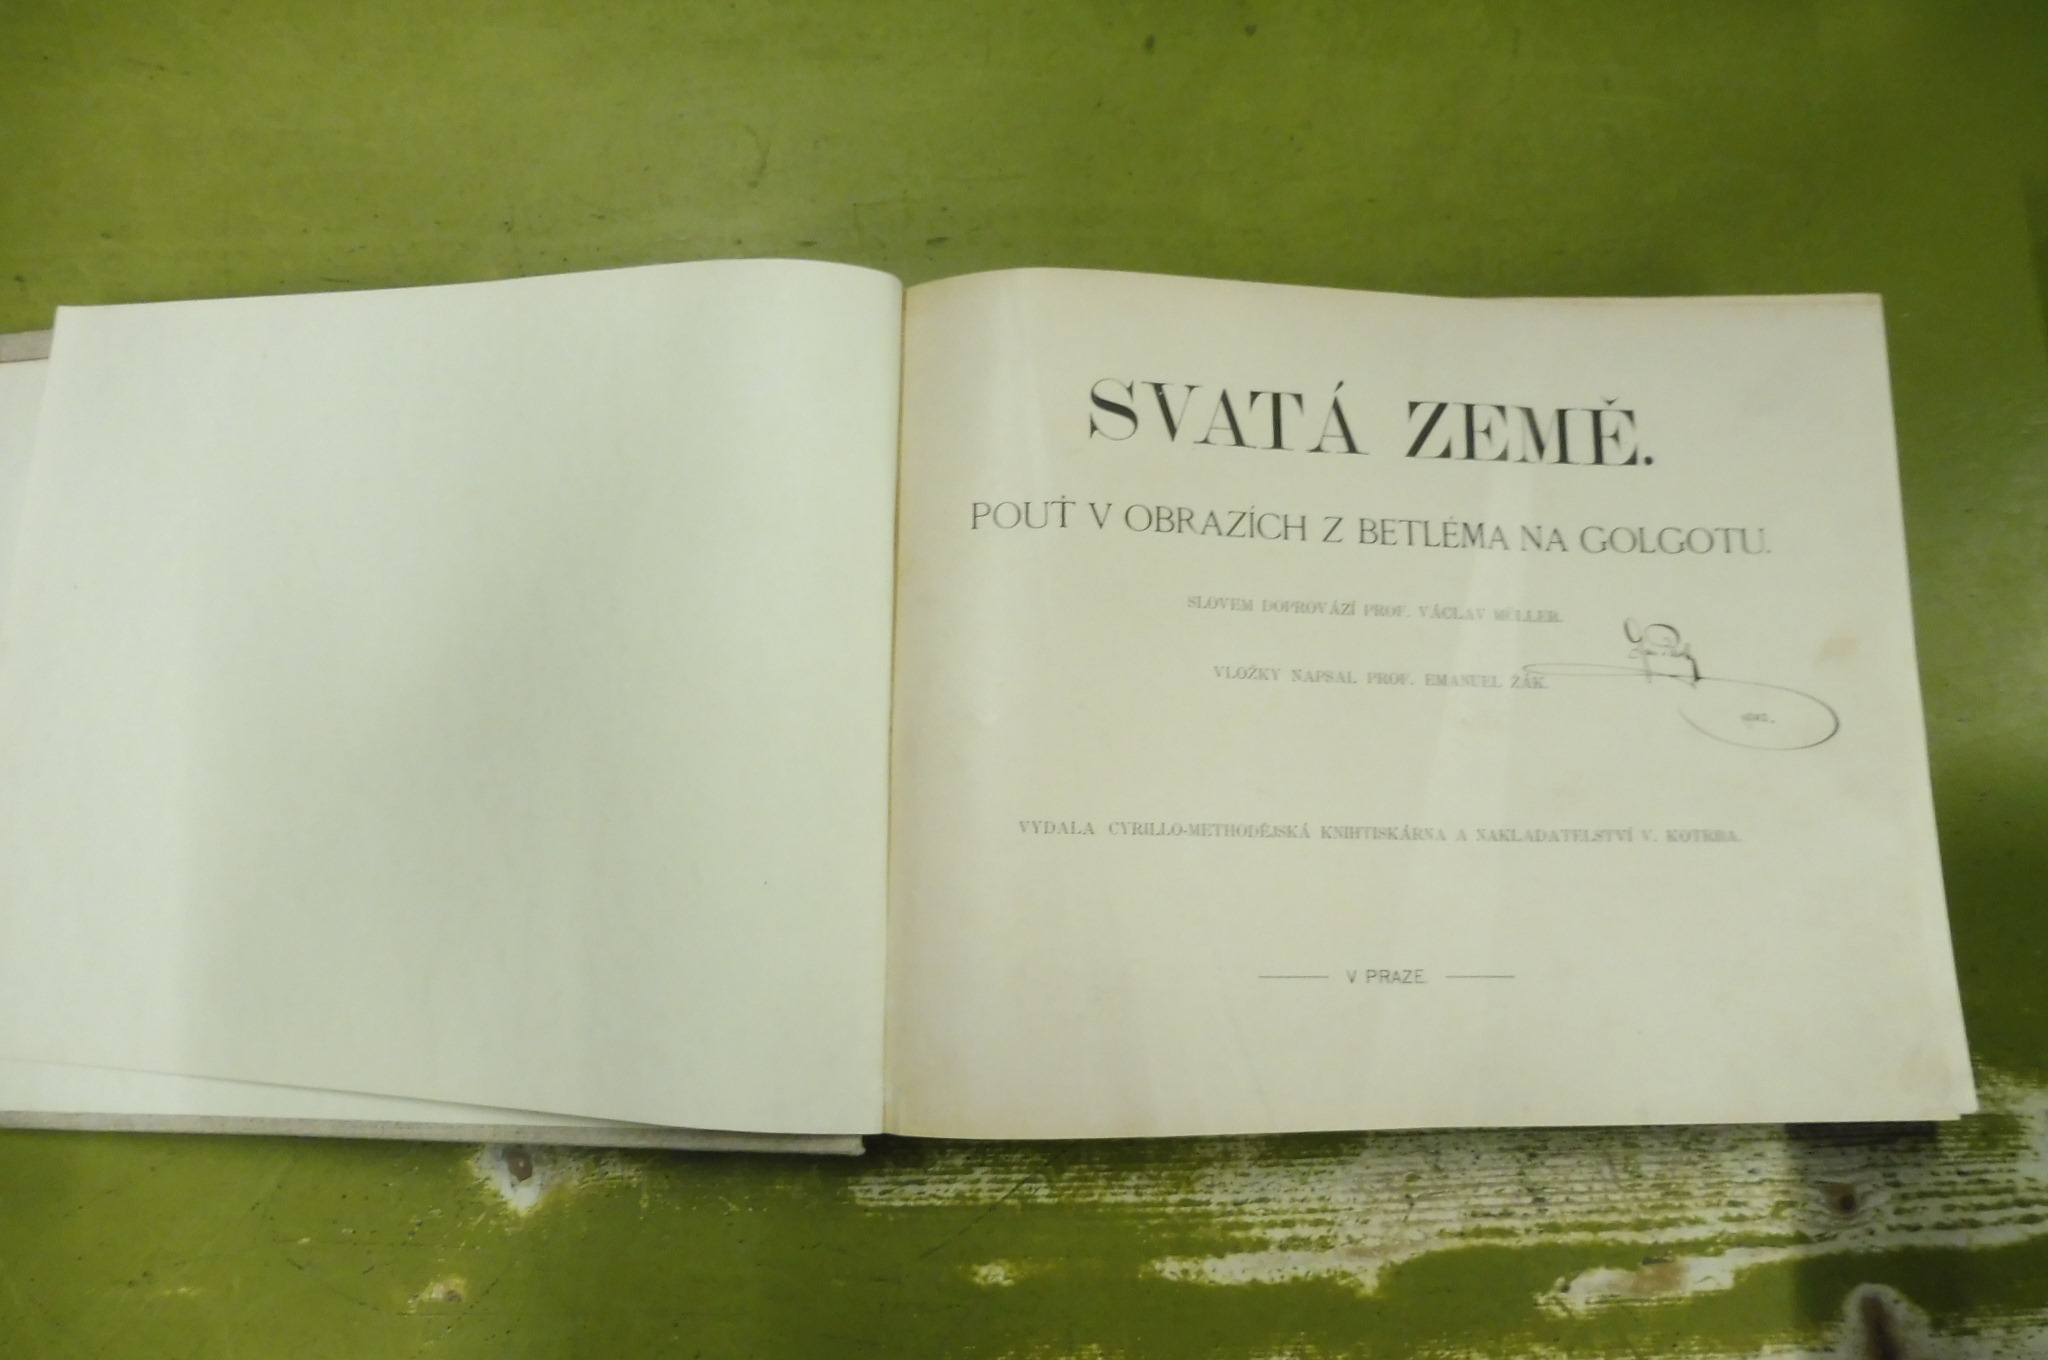 SVATÁ ZEMĚ.
POUŤ V OBRAZÍCH Z BETLÉMA NA GOLGOTU.
SLOVEM DOPROVÁZÍ PROF. VÁCLAV MÜLLER.
VLOŽKY NAPSAL PROF. EMANUEL ŽÁK.
VYDALA CYRILLO-METHODĚJSKÁ KNIHTISKÁRNA A NAKLADATELSTVÍ V. KOTRBA.
V PRAZE.